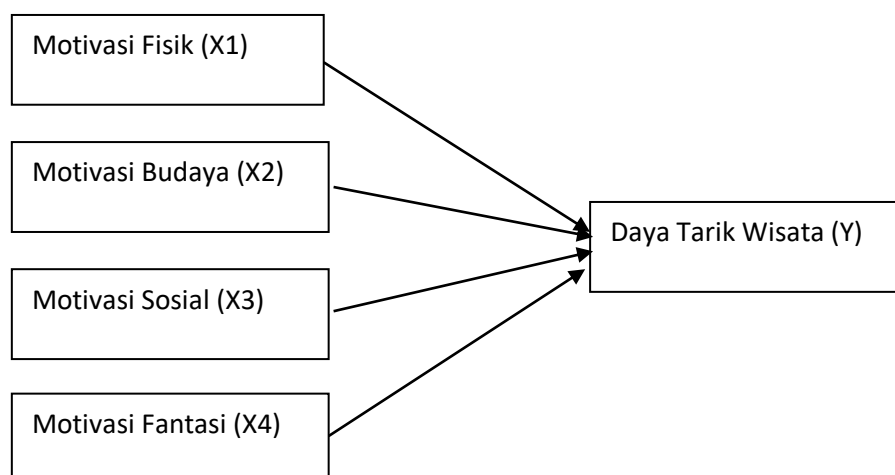 Motivasi Fisik (X1)
Motivasi Budaya (X2)
Daya Tarik Wisata (Y)
Motivasi Sosial (X3)
Motivasi Fantasi (X4)